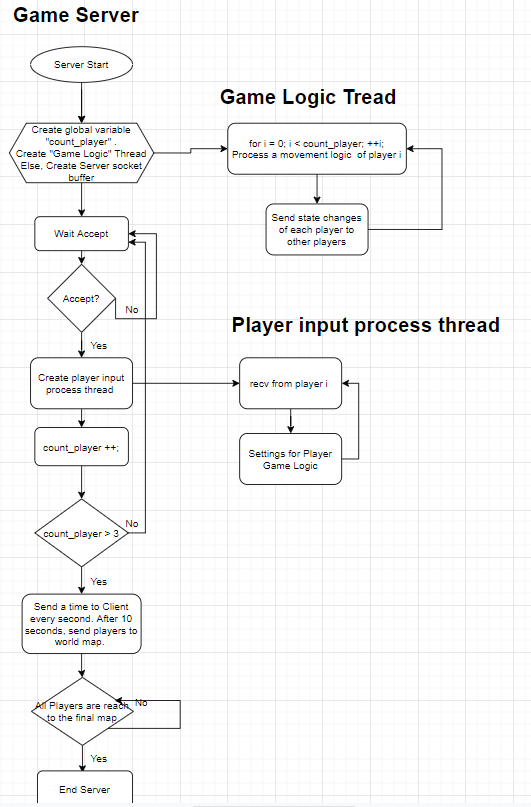 Game Server
Server Start
Game Logic Tread
Create global variable
"count_player" .
Create "Game Logic" Thread
Else, Create Server socket
buffer
for i = 0; i < count_player; ++i;
Process a movement logic of player i
Send state changes
of each player to
other players
Wait Accept
Accept?
No
Yes
Player input process thread
Create player input
process thread
recv from player i
count_player ++;
Settings for Player
Game Logic
count_player > 3
No
Yes
Send a time to Client
every second. After 10
seconds, send players to
world map.
All Players are reach
to the final map
No
Yes
End Server